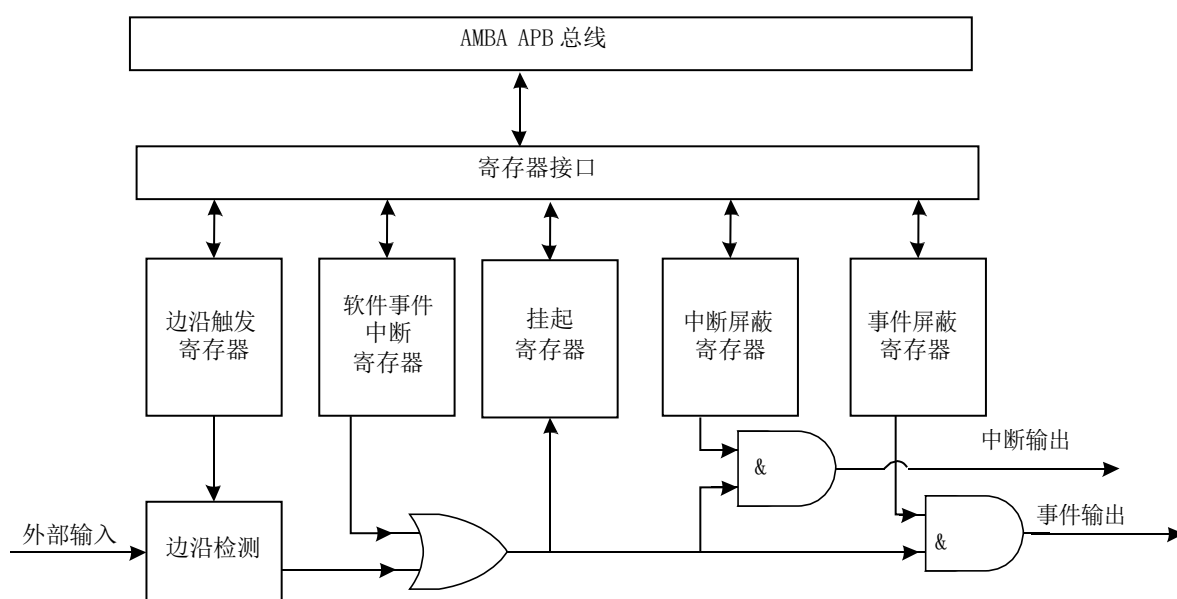 AMBA APB 总线
寄存器接口
边沿触发
寄存器
软件事件
中断
寄存器
挂起
寄存器
中断屏蔽
寄存器
事件屏蔽
寄存器
&
中断输出
外部输入
边沿检测
&
事件输出